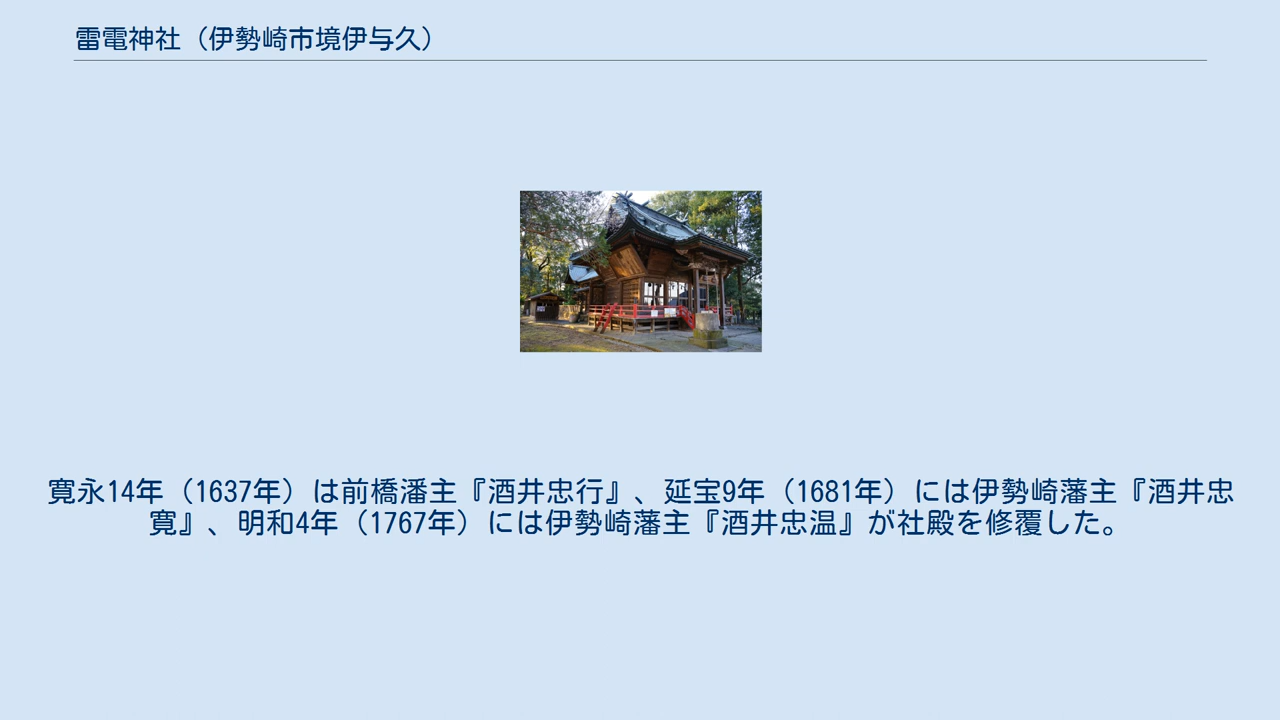 雷電神社（伊勢崎市境伊与久）
寛永14年（1637年）は前橋潘主『酒井忠行』、延宝9年（1681年）には伊勢崎藩主『酒井忠
寛』、明和4年（1767年）には伊勢崎藩主『酒井忠温』が社殿を修覆した。